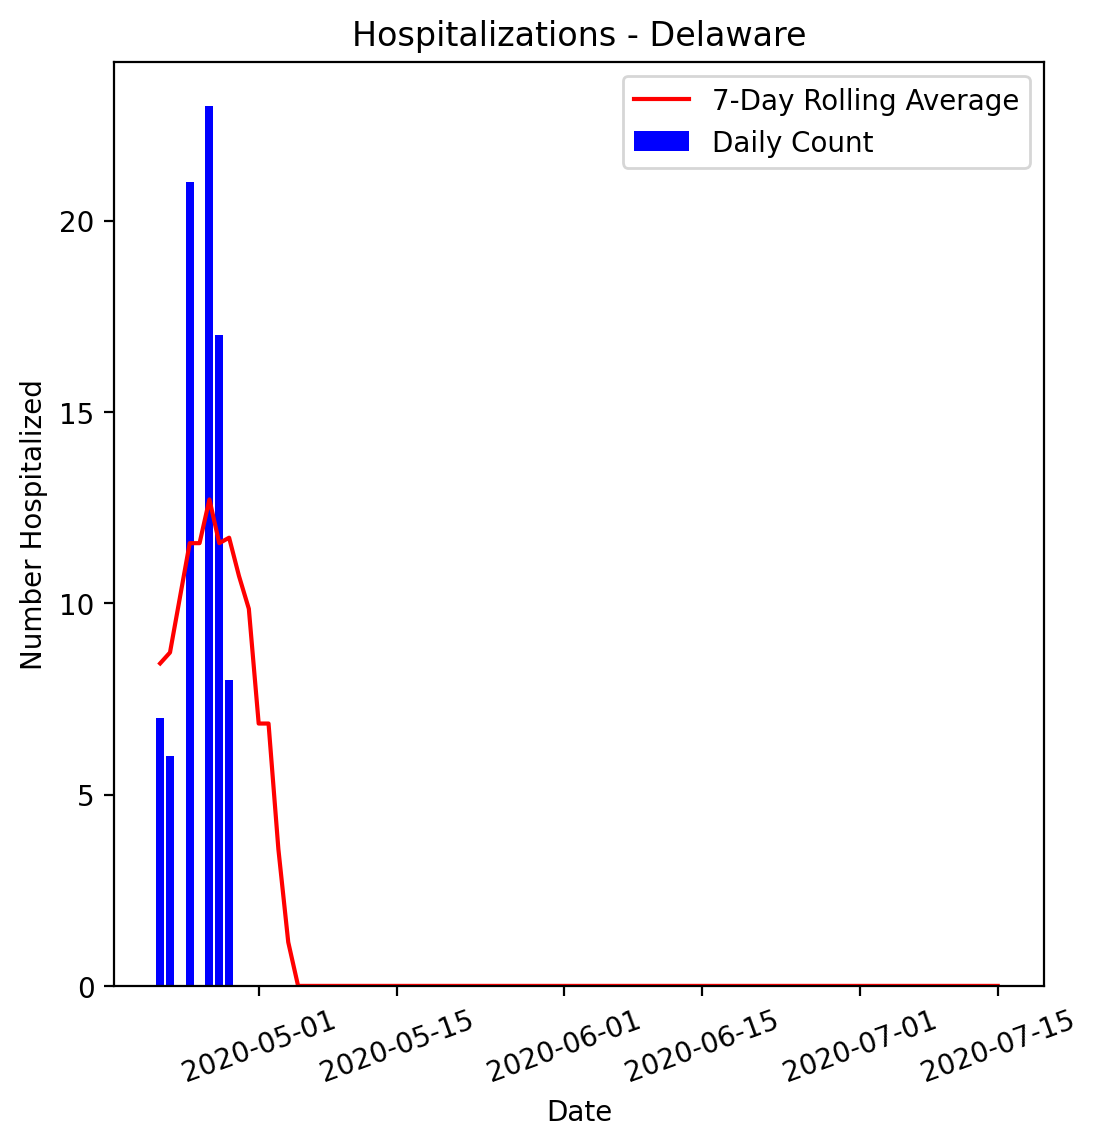 Hospitalizations - Delaware
7-Day Rolling Average
Daily Count
Number Hospitalized
20
15
10
5
0
2020-05-01
2020-05-15
2020-06-01
2020-06-15
2020-07-01
2020-07-15
Date